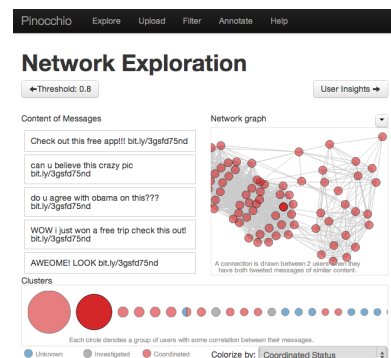 Pinocchio Explore Upload Filter Annotate Help
Network Exploration
Threshold: 0.8
User Insights
Content of Messages
Network graph
Check out this free app!!! bit.ly/3gsfd75nd
can u believe this crazy pic
bit.ly/3gsfd75nd
do u agree with obama on this???
bit.ly/3gsfd75nd
WOW i just won a free trip check this out!
bit.ly/3gsfd75nd
AWEOME! LOOK bit.ly/3gsfd75nd
A connection is drawn between 2 users when they
have both tweeted messages of similar content.
Clusters
Each circle denotes a group of users with some correlation between their messages.
Unknown Investigated Coordinated
Colorize by: Coordinated Status